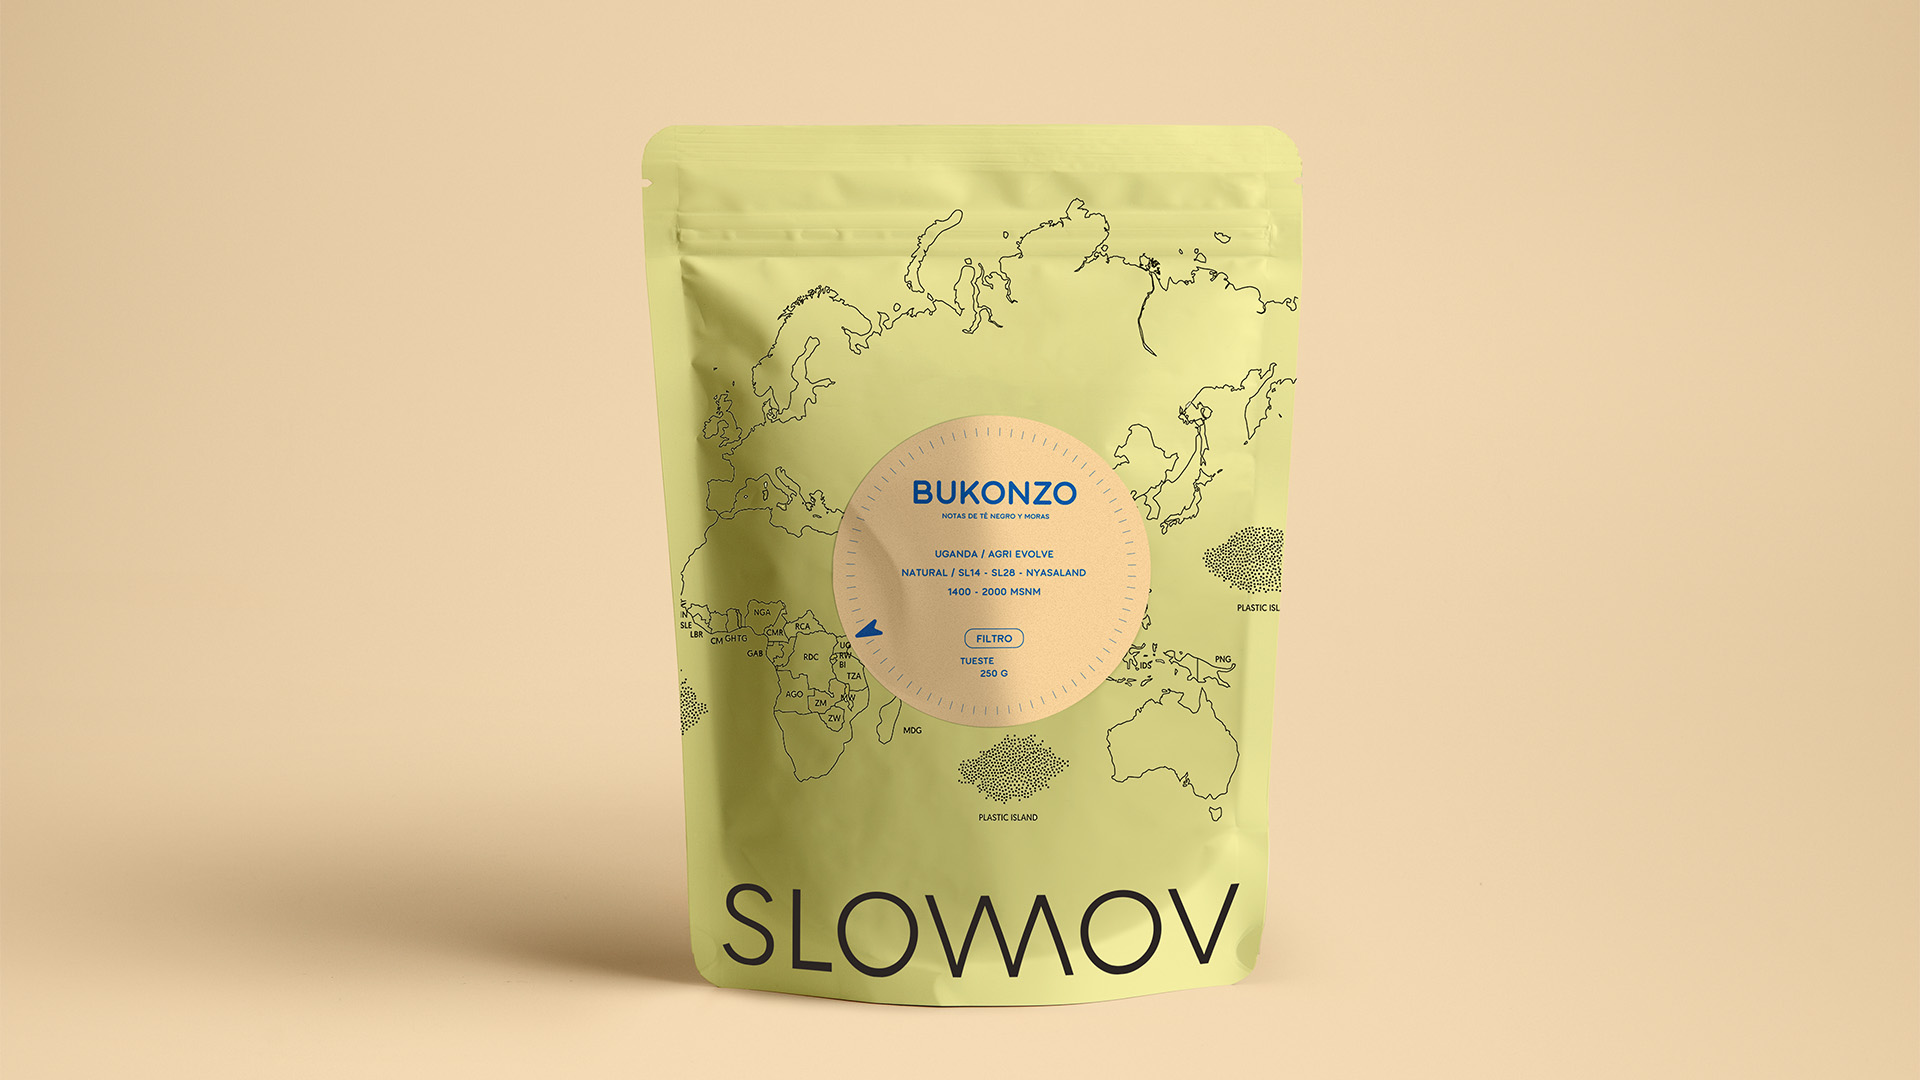 BUKONZO
NOTAS DE TÉ NEGRO Y MORAS
UGANDA / AGRI EVOLVE
NATURAL / SL14 - SL28 - NYASALAND
1400 - 2000 MSNM
FILTRO
TUESTE
250 G
PLASTIC ISL
SLE
LBR
CM
GH
TG
NGA
CMR
RCA
GAB
RDC
UG
RW
BI
TZA
AGO
ZM
MW
ZW
MDG
IDS
PNG
PLASTIC ISLAND
SLOWMOV